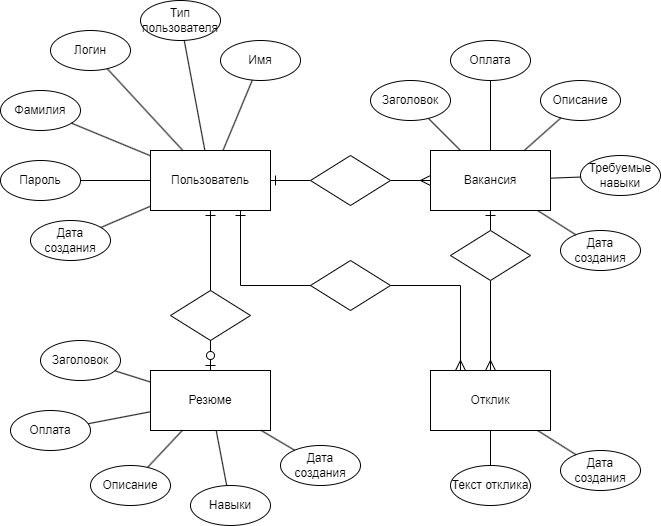 Тип
пользователя
Логин
Имя
Оплата
Фамилия
Заголовок
Описание
Пароль
Пользователь
Вакансия
Требуемые
навыки
Дата
создания
Дата
создания
Заголовок
Резюме
Отклик
Оплата
Описание
Навыки
Дата
создания
Текст отклика
Дата
создания